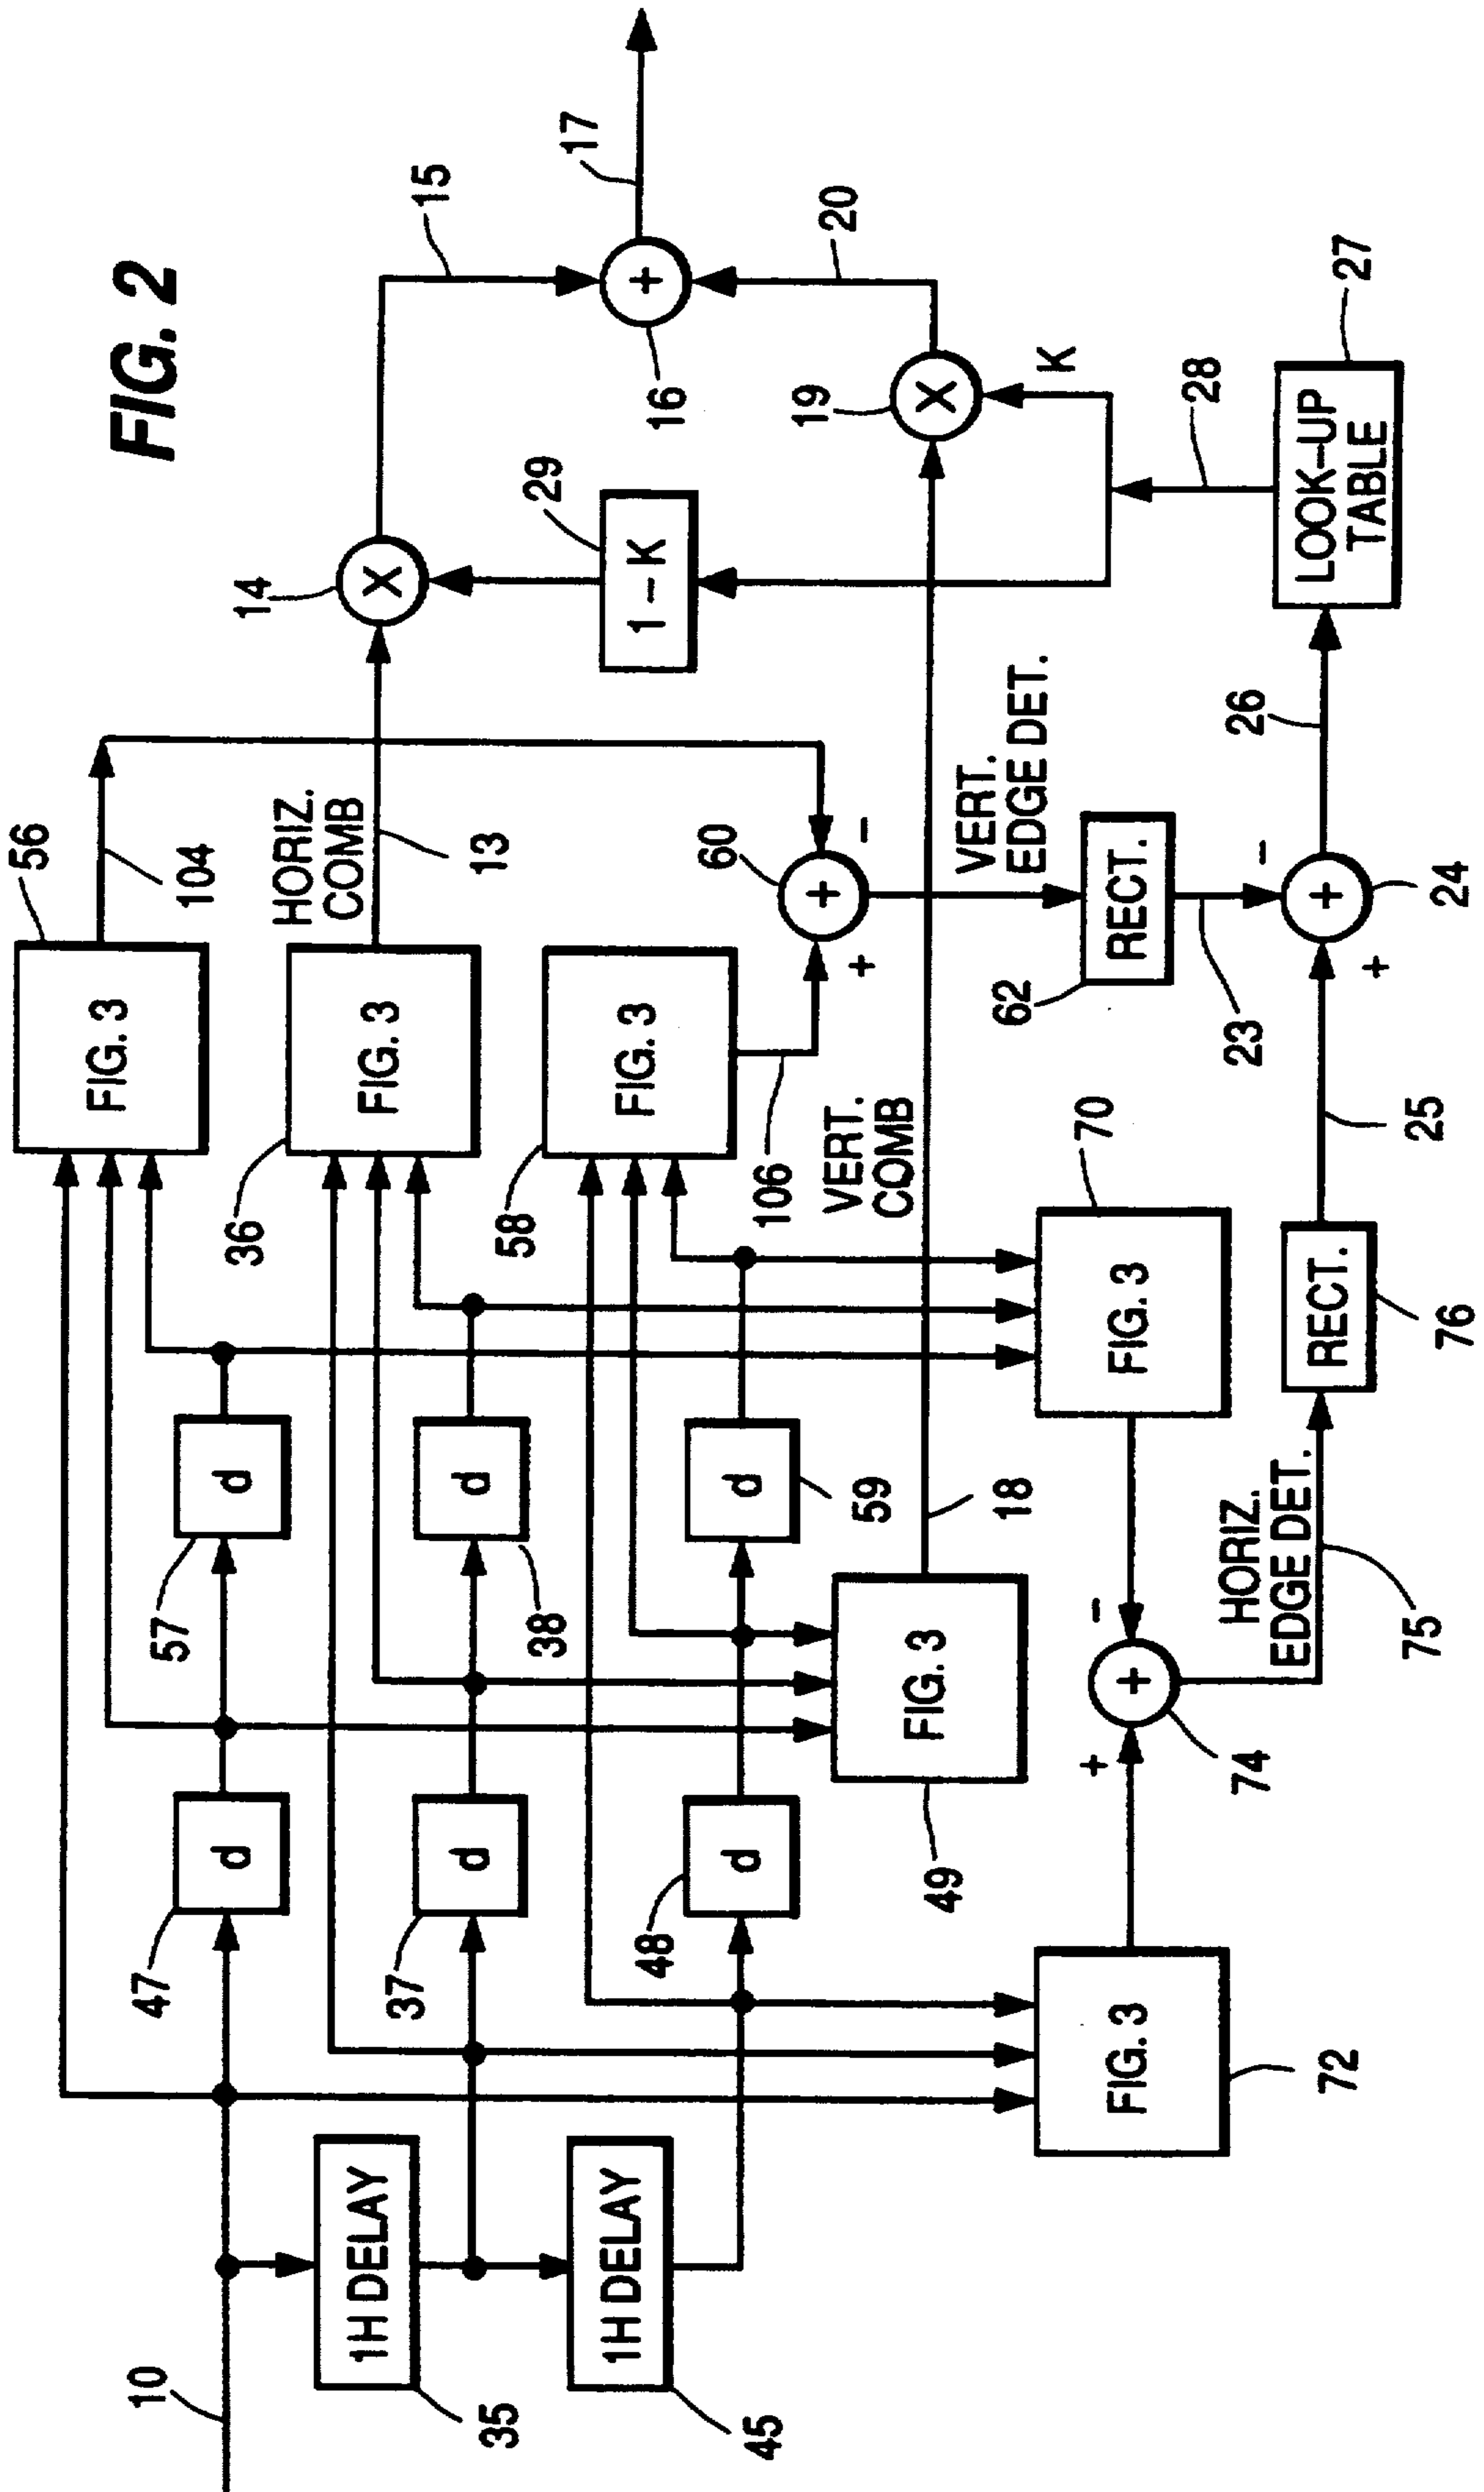 FIG. 2
10
35
1H DELAY
45
1H DELAY
47
d
57
d
37
d
38
d
48
d
59
d
56
FIG. 3
104
36
FIG. 3
HORIZ.
COMB
13
58
FIG. 3
106
VERT.
COMB
49
FIG. 3
18
72
FIG. 3
70
FIG. 3
+
-
+
74
HORIZ.
EDGE DET.
75
RECT.
76
25
+
-
+
60
VERT.
EDGE DET.
62
RECT.
23
+
-
+
24
26
LOOK-UP
TABLE
27
28
K
1-K
29
14
X
15
19
X
20
16
+
17